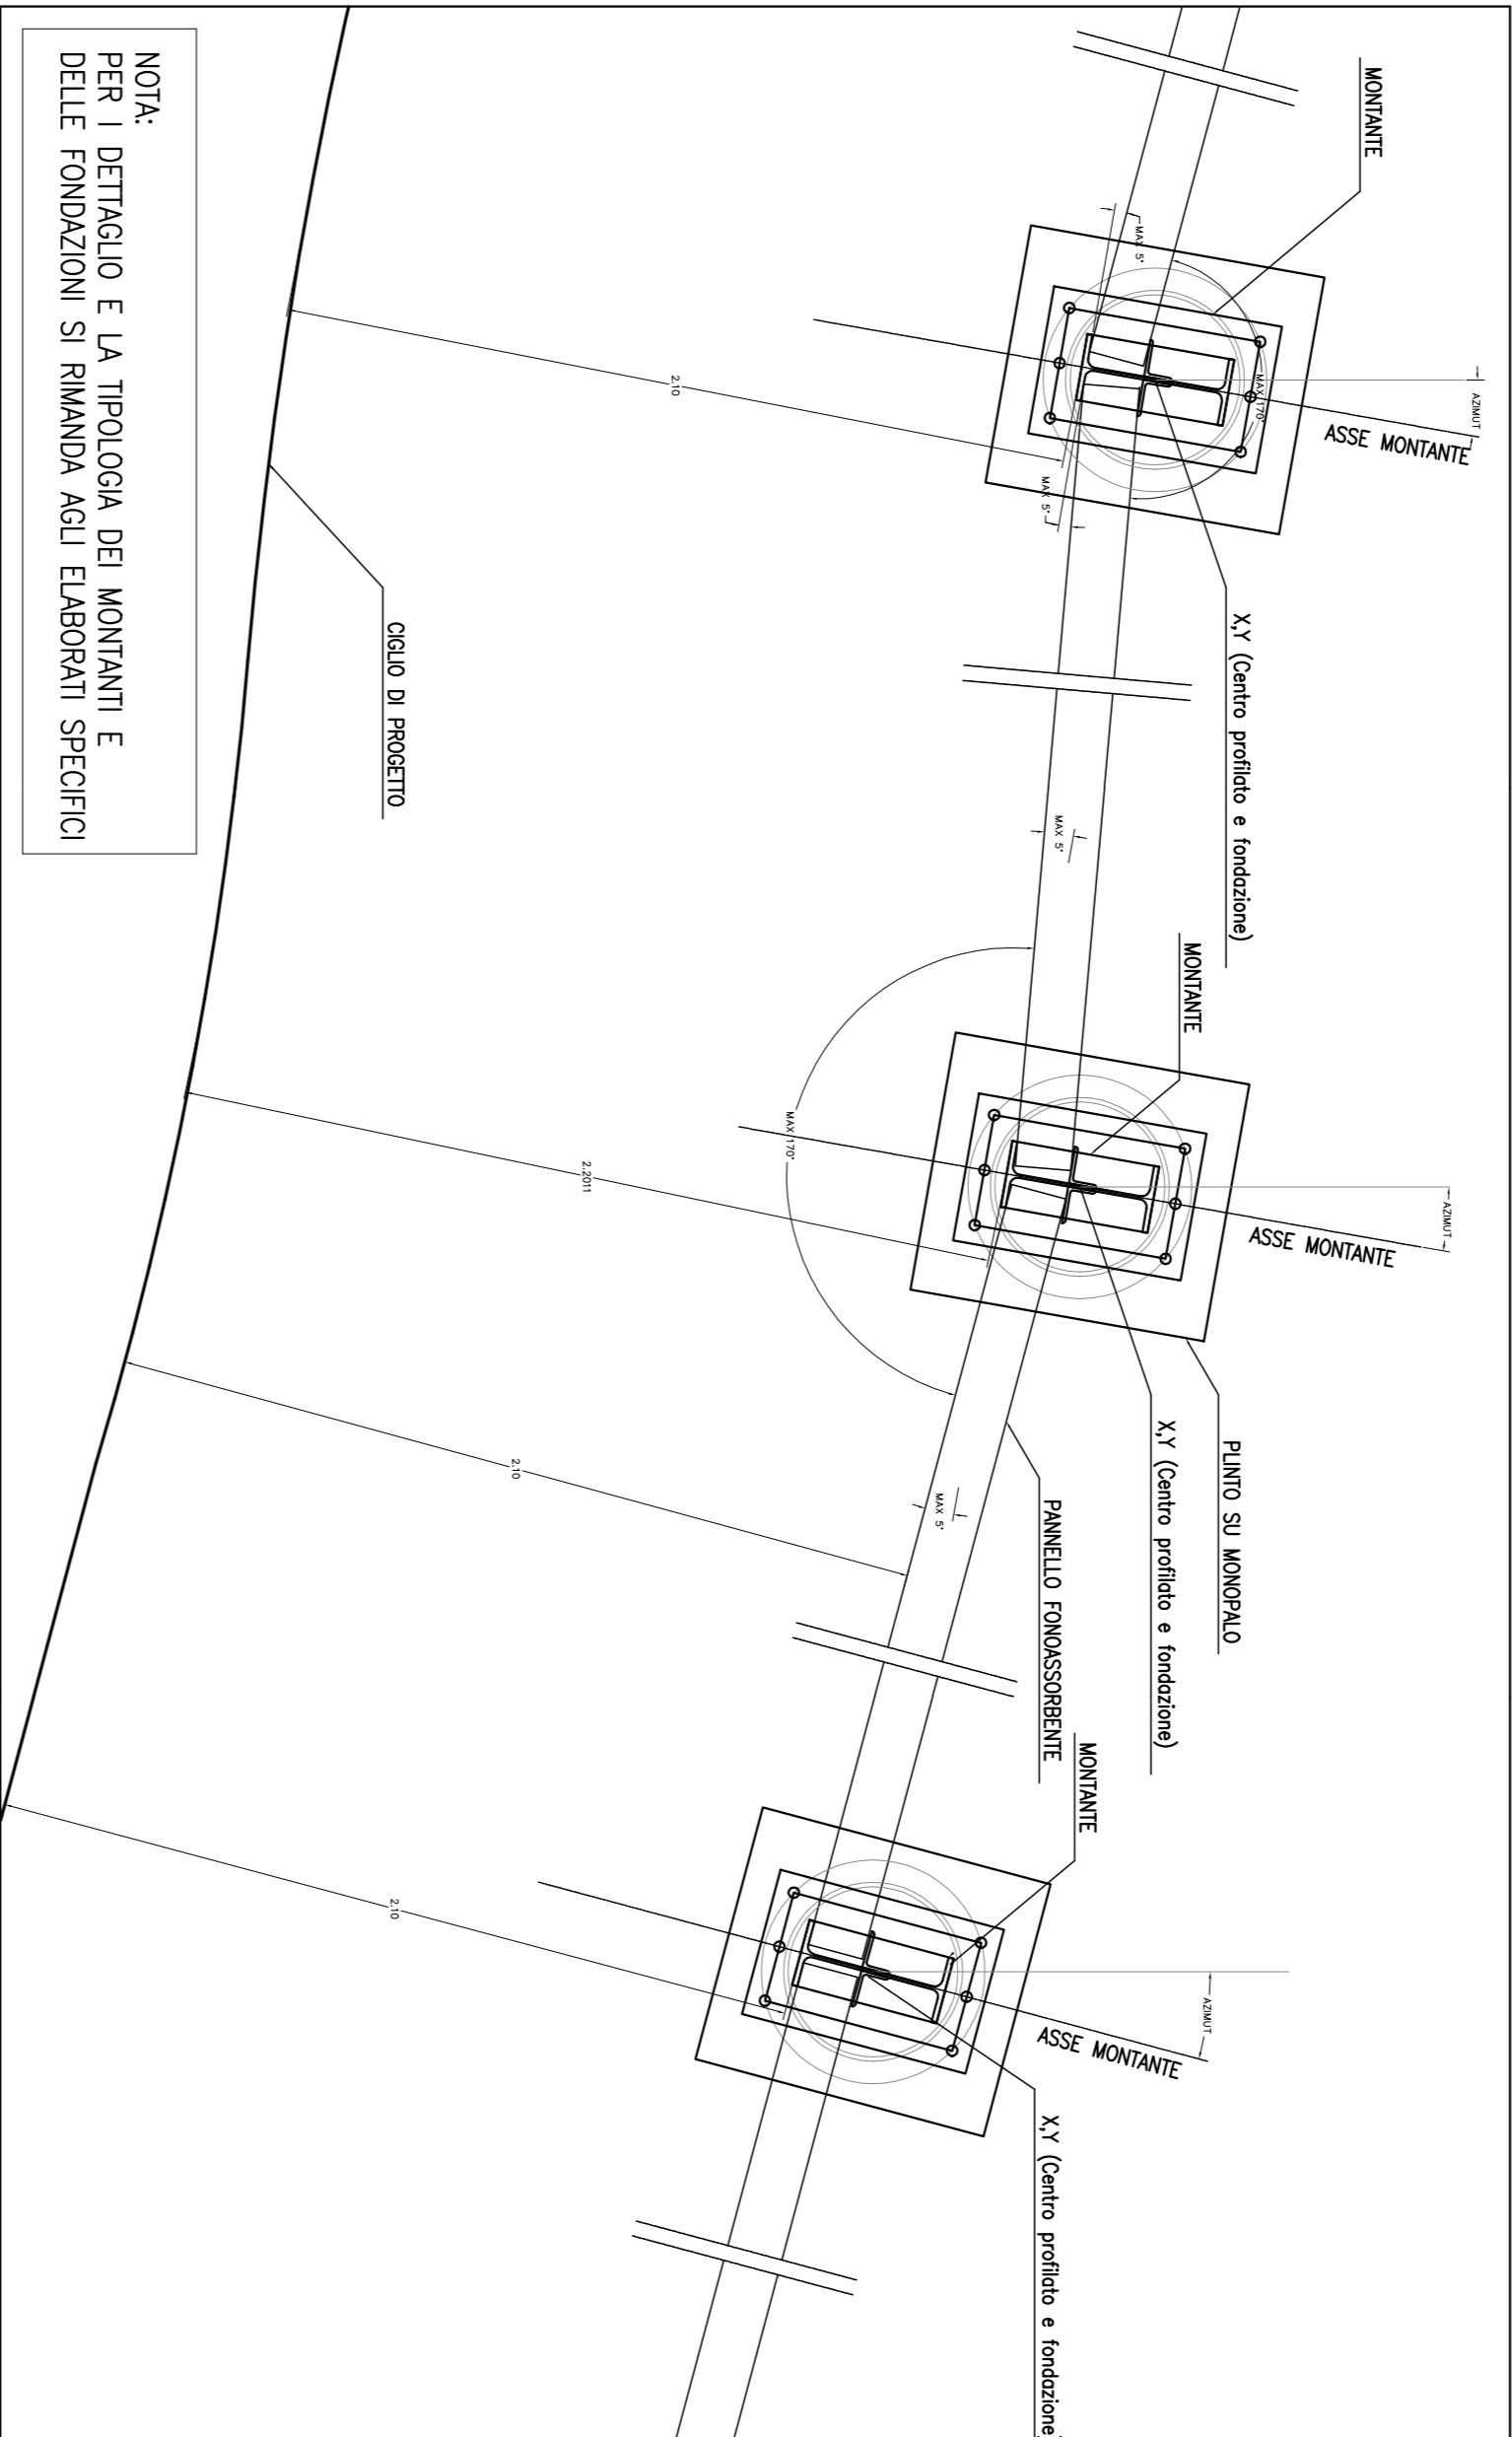 MONTANTE
MAX 5°
MAX 170°
AZIMUT
ASSE MONTANTE
MAX 5°
2.10
X,Y (Centro profilato e fondazione)
CIGLIO DI PROGETTO
MAX 5°
MONTANTE
MAX 170°
2.2011
AZIMUT
ASSE MONTANTE
PLINTO SU MONOPALO
X,Y (Centro profilato e fondazione)
PANNELLO FONOASSORBENTE
MAX 5°
2.10
MONTANTE
AZIMUT
ASSE MONTANTE
2.10
X,Y (Centro profilato e fondazione)
NOTA:
PER I DETTAGLIO E LA TIPOLOGIA DEI MONTANTI E
DELLE FONDAZIONI SI RIMANDA AGLI ELABORATI SPECIFICI